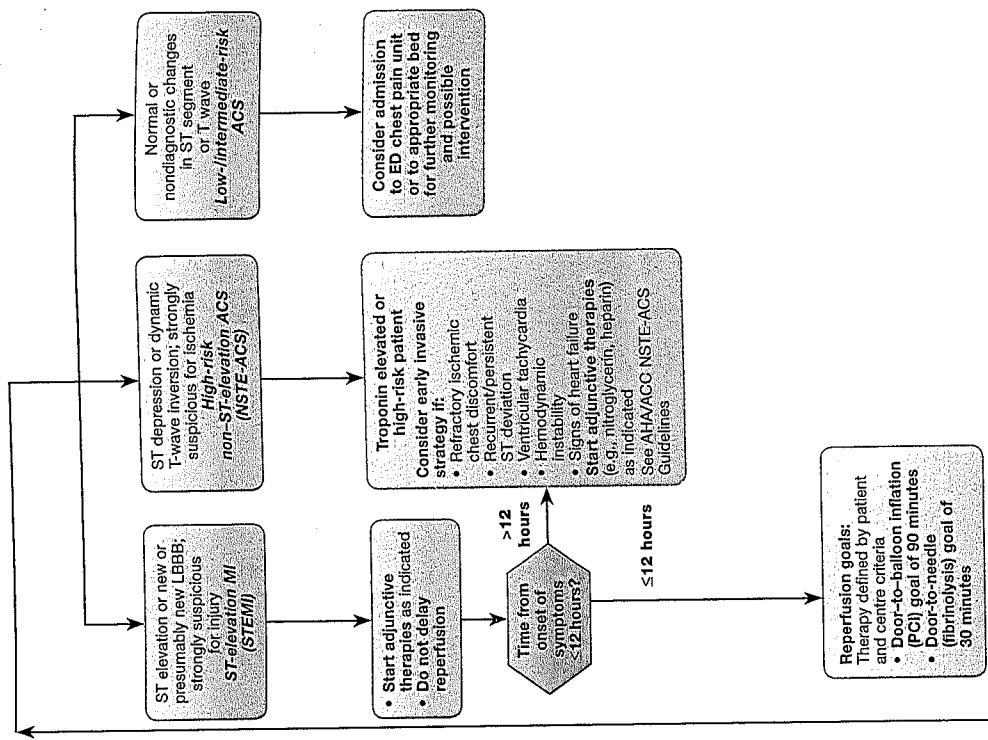 ST elevation or new or
presumably new LBBB;
strongly suspicious
for injury
ST-elevation MI
(STEMI)
• Start adjunctive
therapies as indicated
• Do not delay
reperfusion
Time from
onset of
symptoms
≤12 hours?
>12
hours
≤12 hours
Reperfusion goals:
Therapy defined by patient
and centre criteria
• Door-to-balloon inflation
(PCI) goal of 90 minutes
• Door-to-needle
(fibrinolysis) goal of
30 minutes
ST depression or dynamic
T-wave inversion; strongly
suspicious for ischemia
High-risk
non–ST-elevation ACS
(NSTE-ACS)
Troponin elevated or
high-risk patient
Consider early invasive
strategy if:
• Refractory ischemic
chest discomfort
• Recurrent/persistent
ST deviation
• Ventricular tachycardia
• Hemodynamic
instability
• Signs of heart failure
Start adjunctive therapies
(e.g., nitroglycerin, heparin)
as indicated
See AHA/ACC NSTE-ACS
Guidelines
Normal or
nondiagnostic changes
in ST segment
or T wave
Low-/intermediate-risk
ACS
Consider admission
to ED chest pain unit
or to appropriate bed
for further monitoring
and possible
intervention